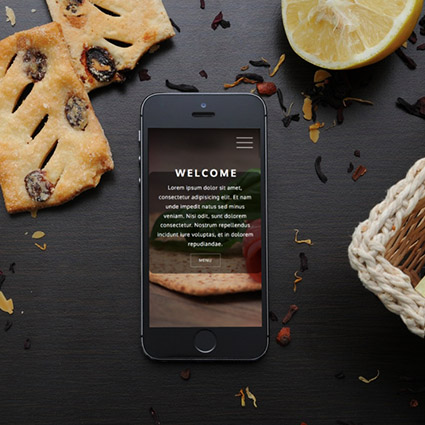 WELCOME
Lorem ipsum dolor sit amet,
consectetur adipisicing elit. Et nam
unde impedit natus sed minus
veniam. Nisi odit, sunt dolorem
consectetur. Nostrum repellendus
incidunt iure voluptas, et in dolorem
repudiandae.
MENU